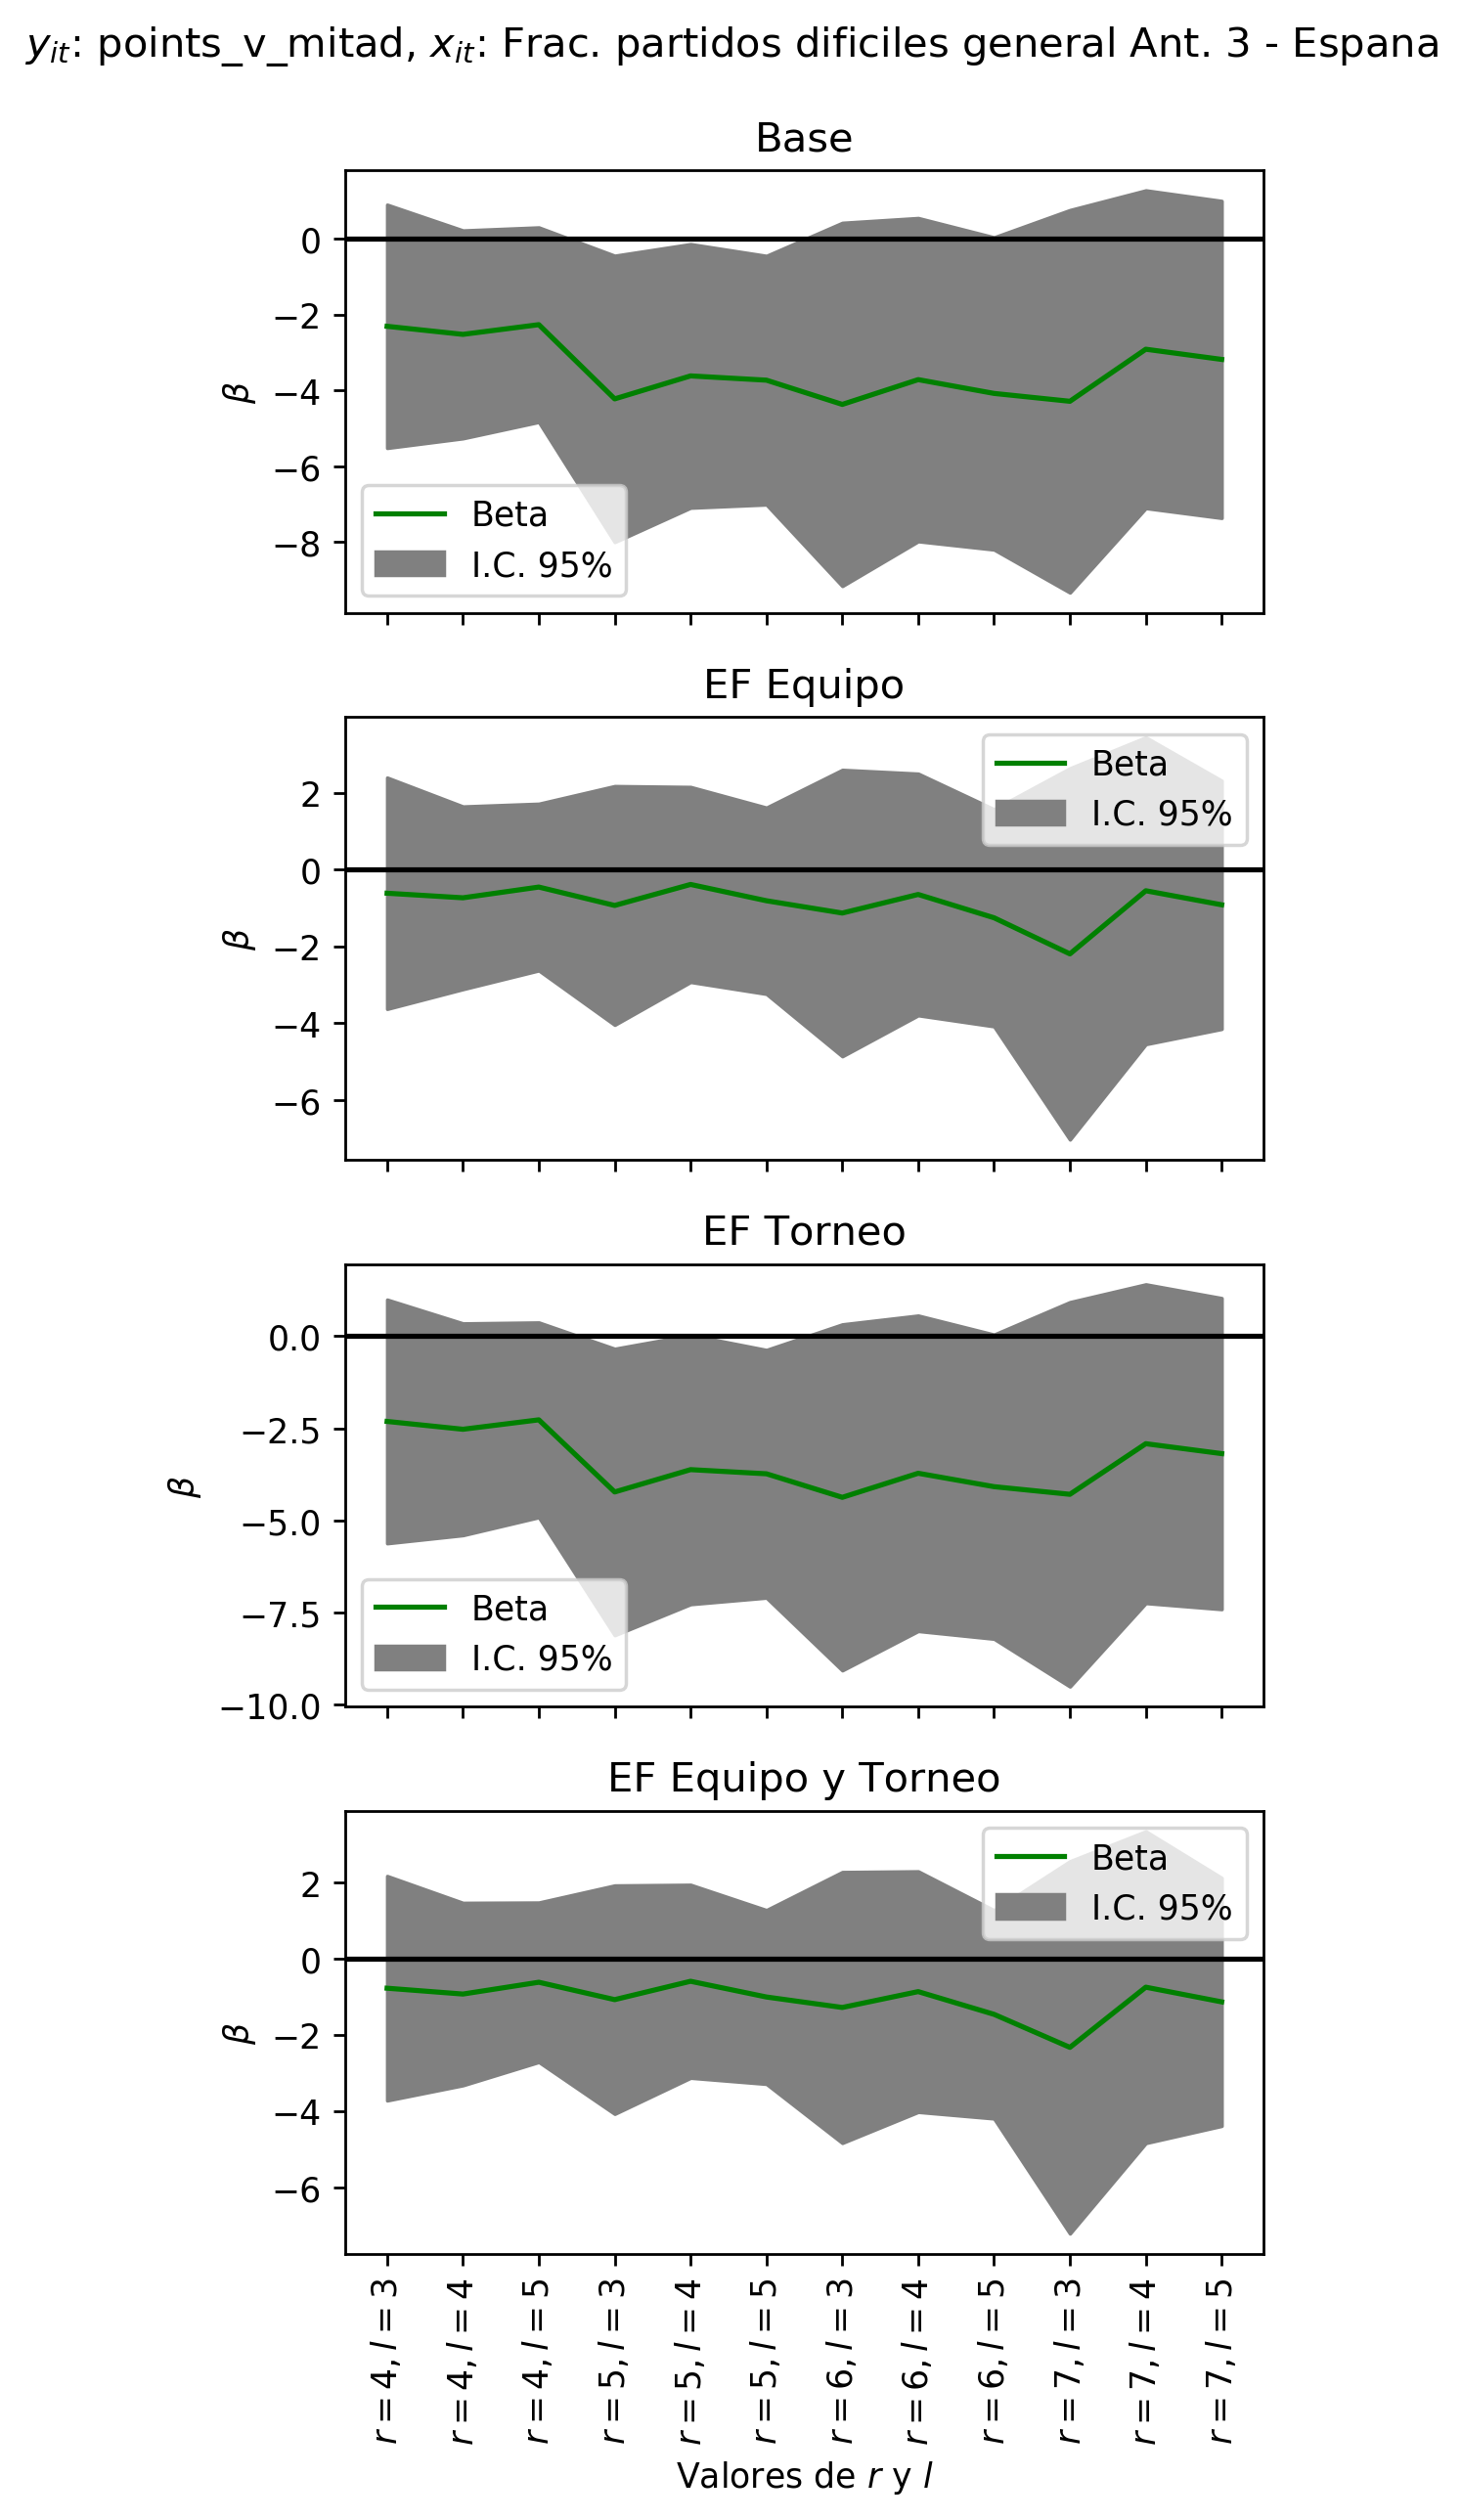 y_it: points_v_mitad, x_it: Frac. partidos dificiles general Ant. 3 - Espana
Base
0
−2
−4
−6
−8
β
Beta
I.C. 95%
EF Equipo
2
0
−2
−4
−6
β
Beta
I.C. 95%
EF Torneo
0.0
−2.5
−5.0
−7.5
−10.0
β
Beta
I.C. 95%
EF Equipo y Torneo
2
0
−2
−4
−6
β
Beta
I.C. 95%
r = 4, l = 3
r = 4, l = 4
r = 4, l = 5
r = 5, l = 3
r = 5, l = 4
r = 5, l = 5
r = 6, l = 3
r = 6, l = 4
r = 6, l = 5
r = 7, l = 3
r = 7, l = 4
r = 7, l = 5
Valores de r y l